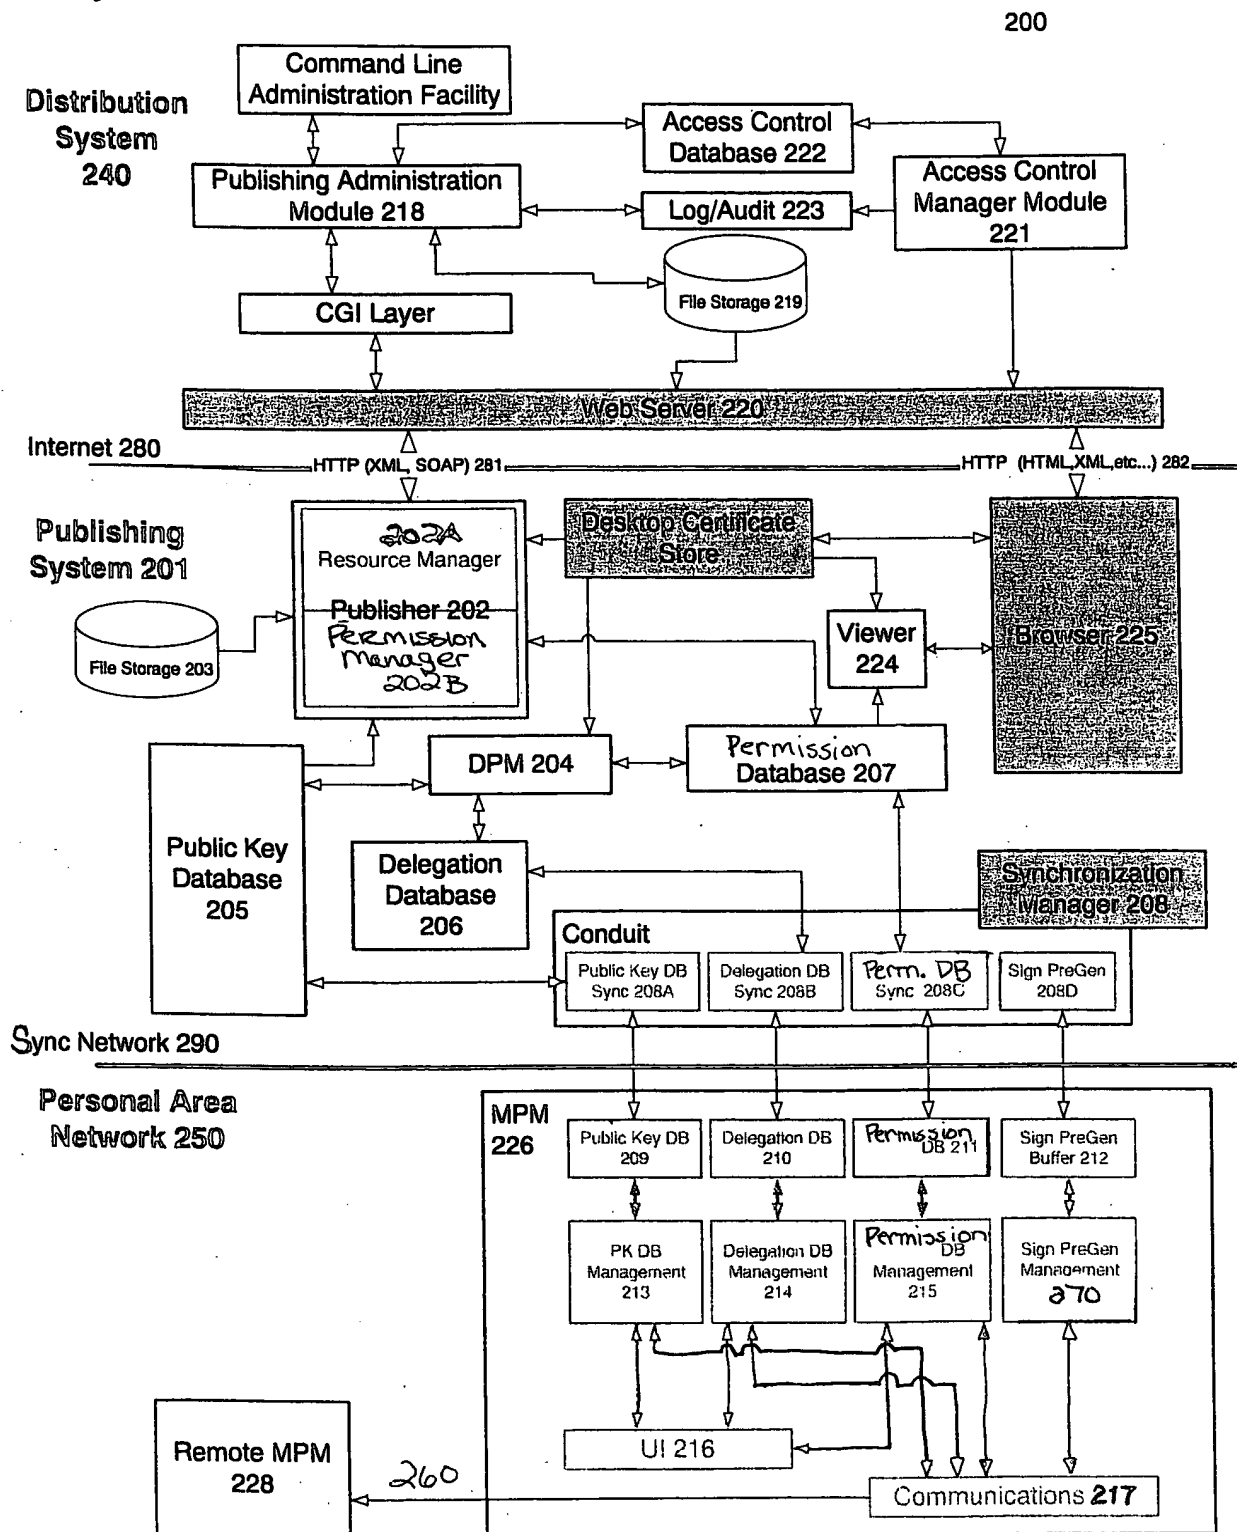 200
Command Line
Administration Facility
Distribution
System
240
Access Control
Database 222
Publishing Administration
Module 218
Access Control
Manager Module
221
Log/Audit 223
File Storage 219
CGI Layer
Web Server 220
Internet 280
HTTP (XML, SOAP) 281
HTTP (HTML,XML,etc...) 282
Publishing
System 201
202A
Resource Manager
Publisher 202
Permission
Manager
202B
Desktop Certificate
Store
File Storage 203
Viewer
224
Browser 225
DPM 204
Permission
Database 207
Public Key
Database
205
Delegation
Database
206
Synchronization
Manager 208
Conduit
Public Key DB
Sync 208A
Delegation DB
Sync 208B
Perm. DB
Sync 208C
Sign PreGen
208D
Sync Network 290
Personal Area
Network 250
MPM
226
Public Key DB
209
Delegation DB
210
Permission
DB 211
Sign PreGen
Buffer 212
PK DB
Management
213
Delegation DB
Management
214
Permission
DB
Management
215
Sign PreGen
Management
270
UI 216
Remote MPM
228
260
Communications 217